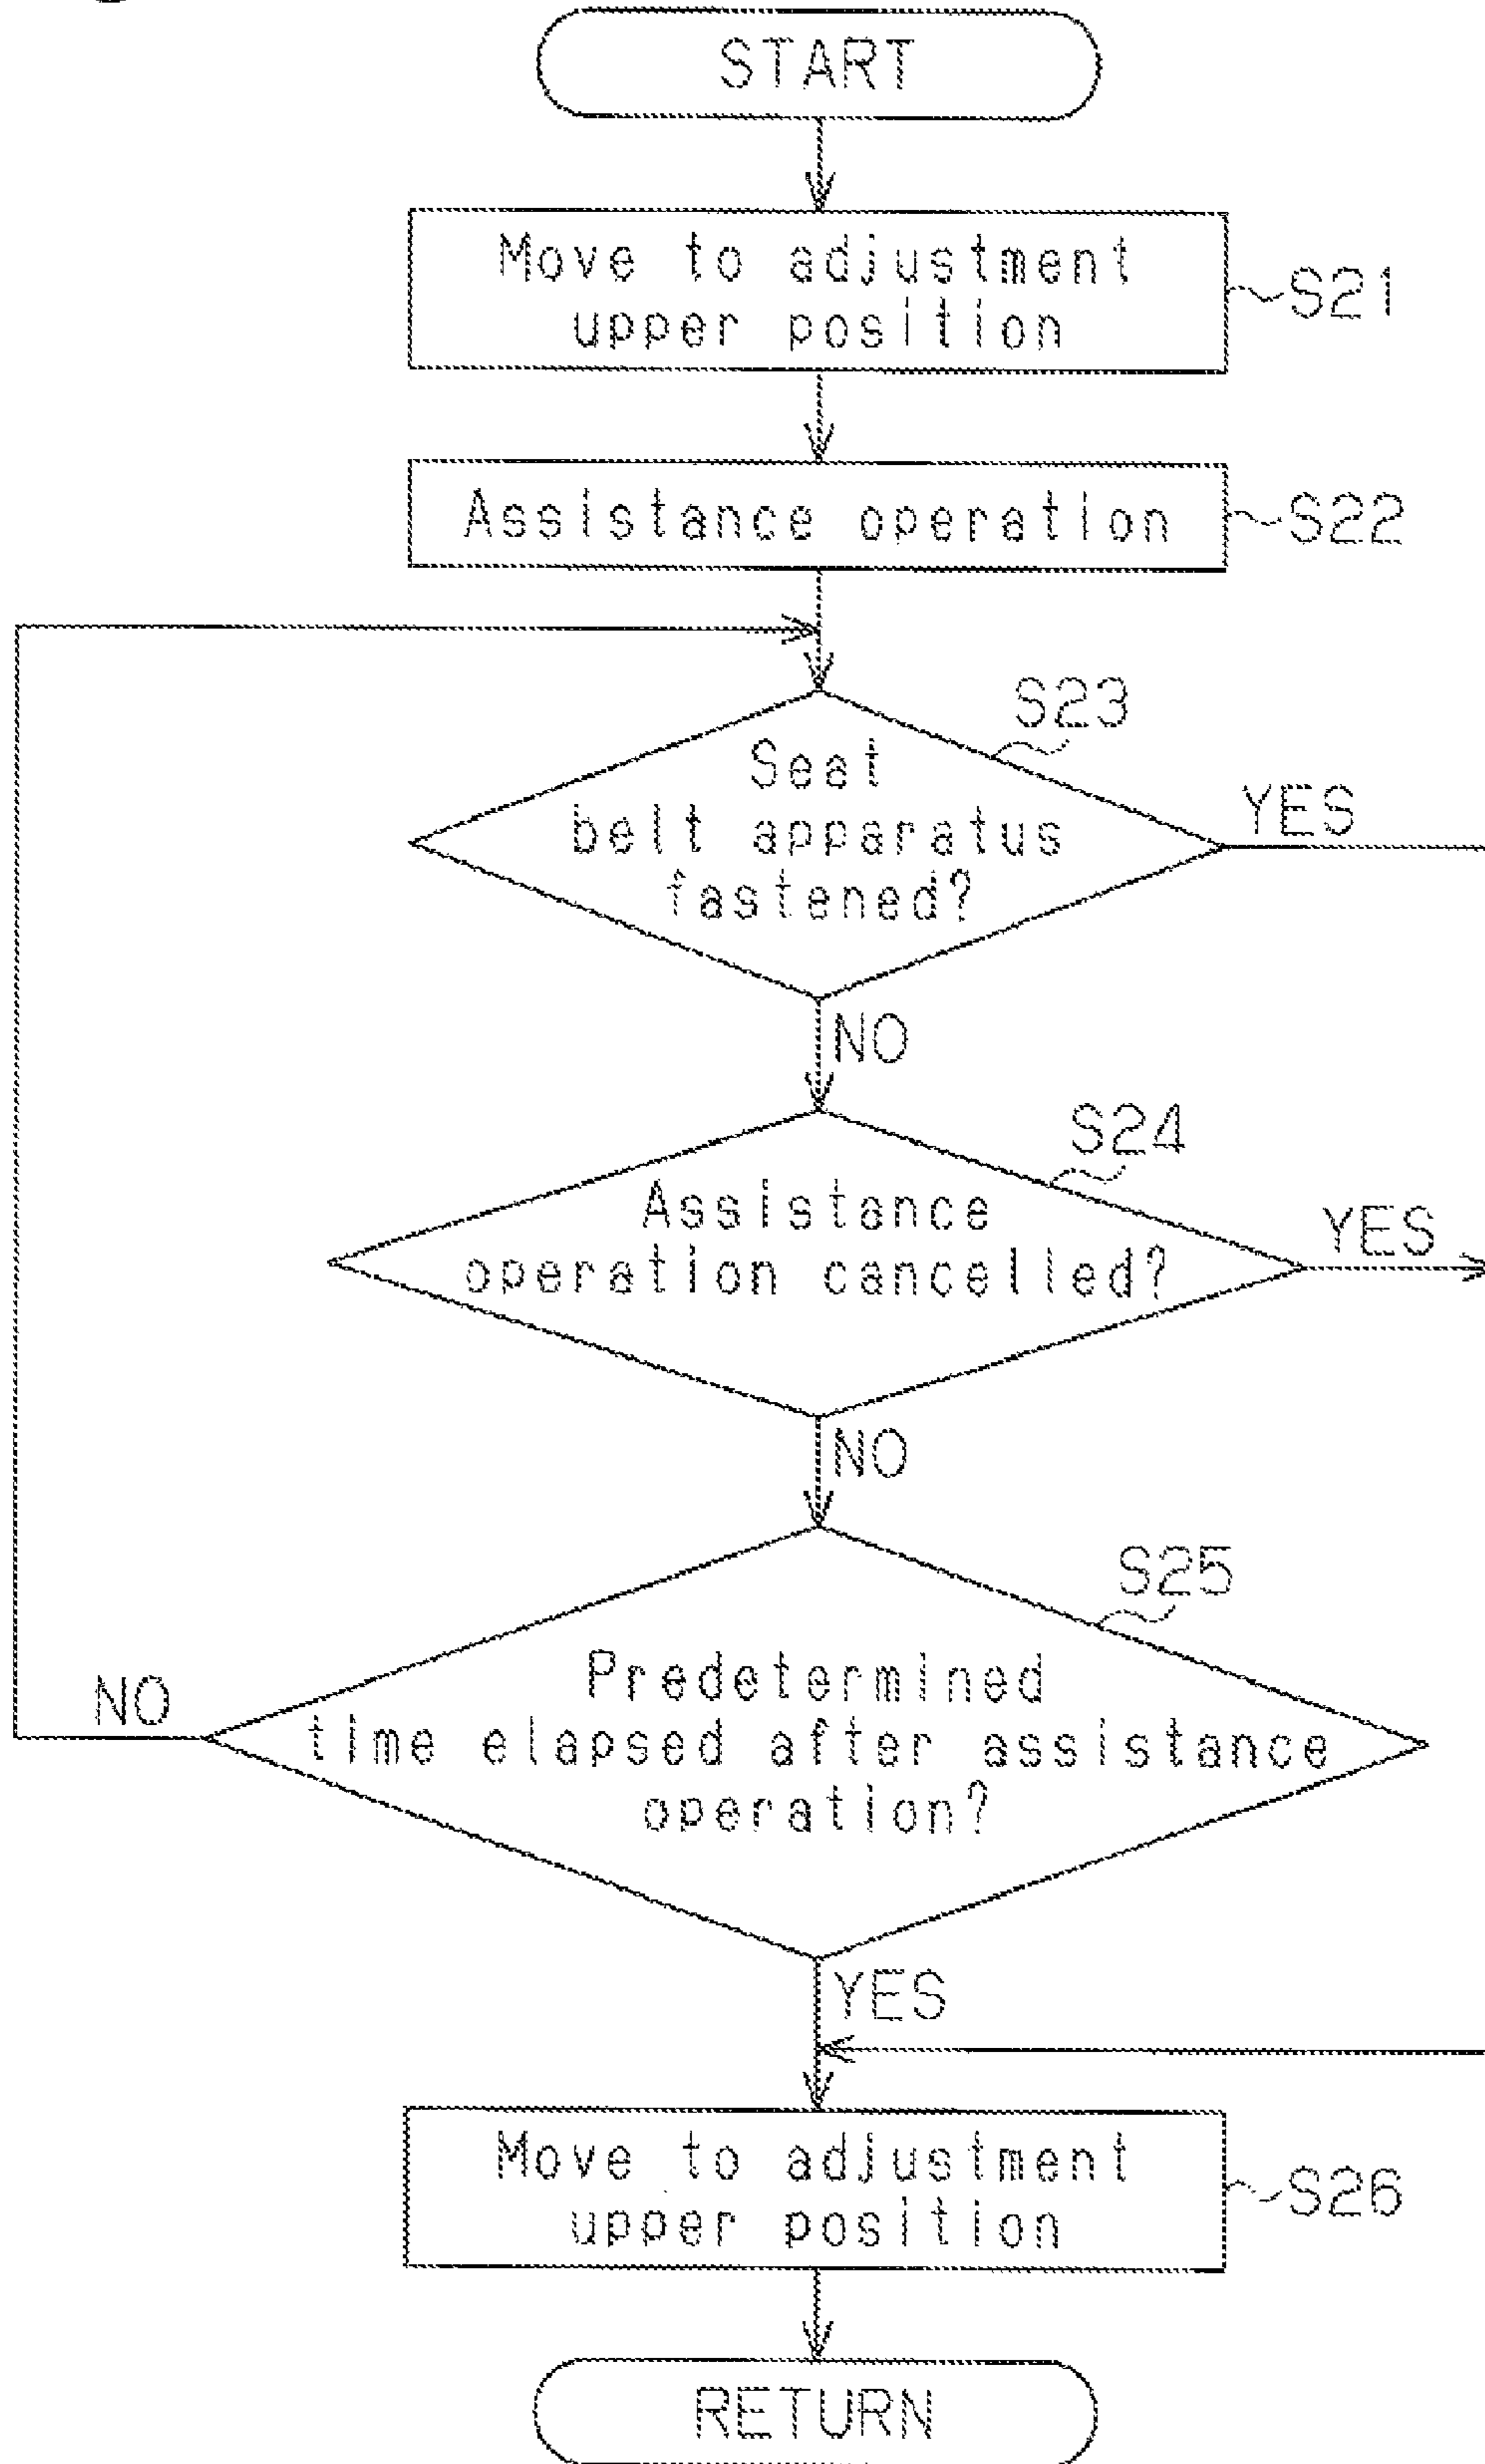 START
Move to adjustment
upper position
S21
Assistance operation
S22
S23
Seat
belt apparatus
fastened?
YES
NO
S24
Assistance
operation cancelled?
YES
NO
S25
Predetermined
time elapsed after assistance
operation?
NO
YES
Move to adjustment
upper position
S26
RETURN